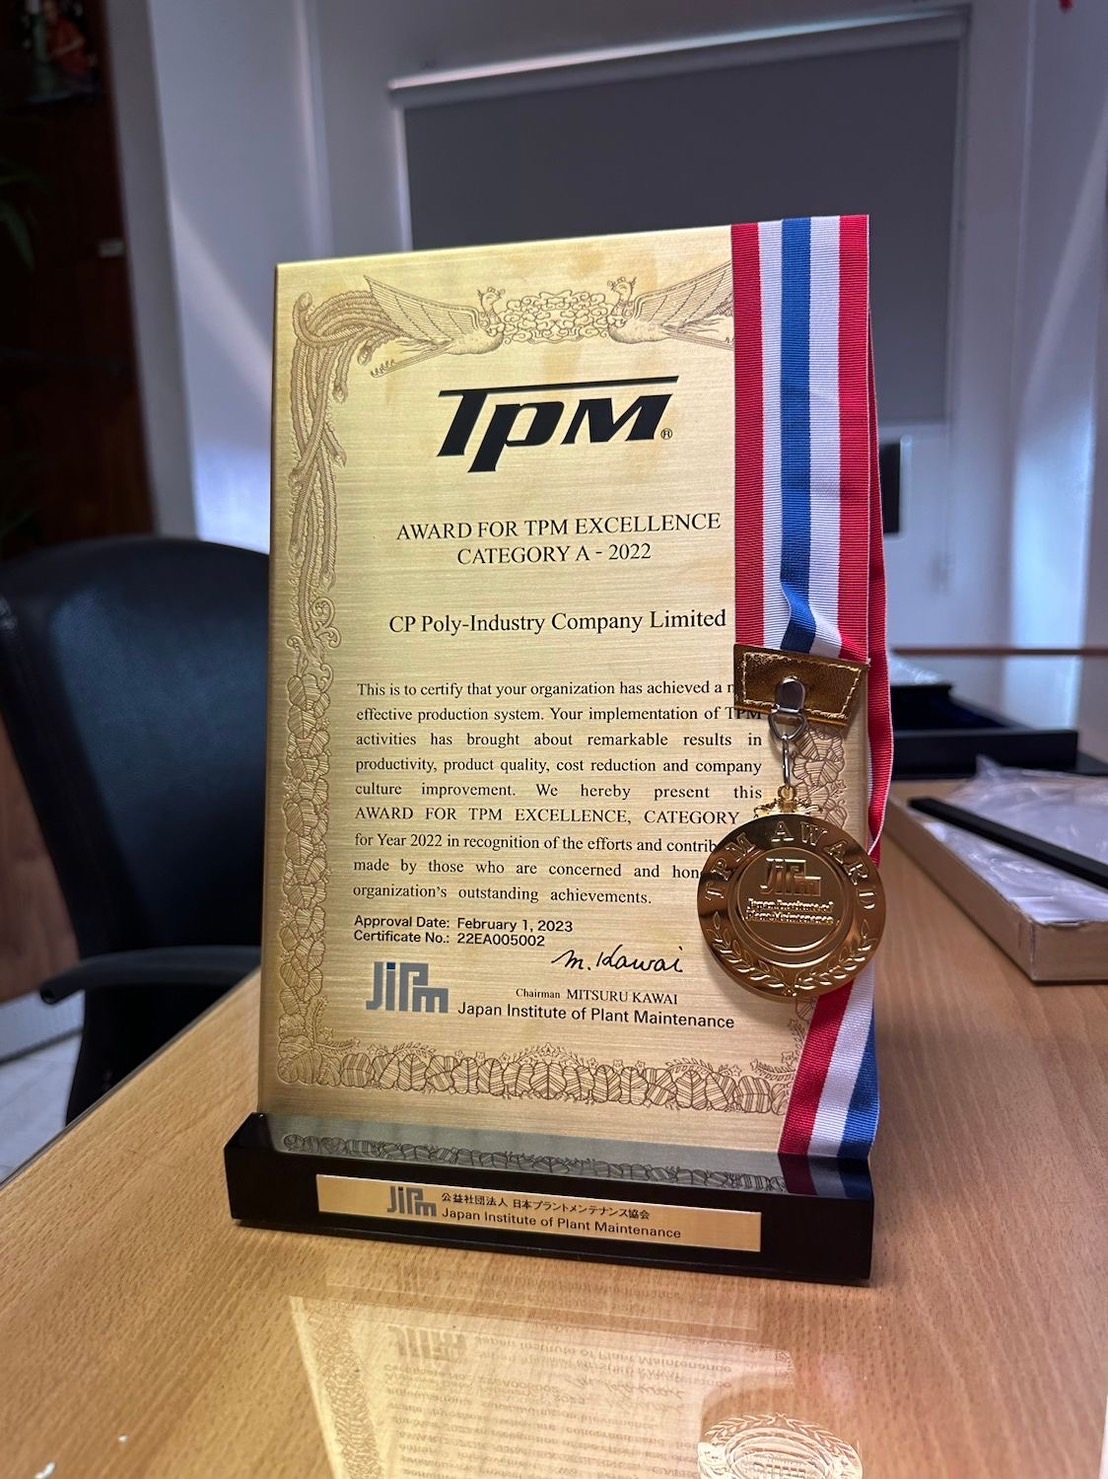 TPM®
AWARD FOR TPM EXCELLENCE
CATEGORY A - 2022
CP Poly-Industry Company Limited
This is to certify that your organization has achieved a
effective production system. Your implementation of TPM
activities has brought about remarkable results in
productivity, product quality, cost reduction and company
culture improvement. We hereby present this
AWARD FOR TPM EXCELLENCE, CATEGORY
for Year 2022 in recognition of the efforts and
made by those who are concerned and
organization's outstanding achievements.
Approval Date: February 1, 2023
Certificate No.: 22EA005002
M. Kawai
Chairman MITSURU KAWAI
JIPM Japan Institute of Plant Maintenance
TPM AWARD
JIPM
Japan Institute of
Plant Maintenance
JIPM 公益社団法人 日本プラントメンテナンス協会
Japan Institute of Plant Maintenance